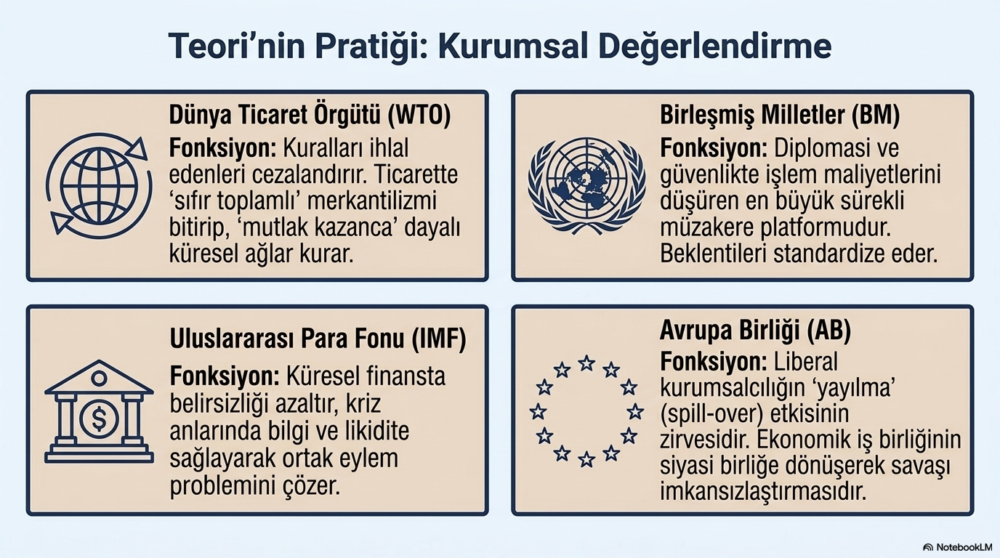 Teori’nin Pratiği: Kurumsal Değerlendirme
Dünya Ticaret Örgütü (WTO)
Fonksiyon: Kuralları ihlal
edenleri cezalandırır. Ticarette
‘sıfır toplamlı’ merkantilizmi
bitirip, ‘mutlak kazanca’ dayalı
küresel ağlar kurar.
Birleşmiş Milletler (BM)
Fonksiyon: Diplomasi ve
güvenlikte işlem maliyetlerini
düşüren en büyük sürekli
müzakere platformudur.
Beklentileri standardize eder.
Uluslararası Para Fonu (IMF)
Fonksiyon: Küresel finansta
belirsizliği azaltır, kriz
anlarında bilgi ve likidite
sağlayarak ortak eylem
problemini çözer.
$
Avrupa Birliği (AB)
Fonksiyon: Liberal
kurumsalcılığın ‘yayılma’
(spill-over) etkisinin
zirvesidir. Ekonomik iş birliğinin
siyasi birliğe dönüşerek savaşı
imkansızlaştırmasıdır.
NotebookLM